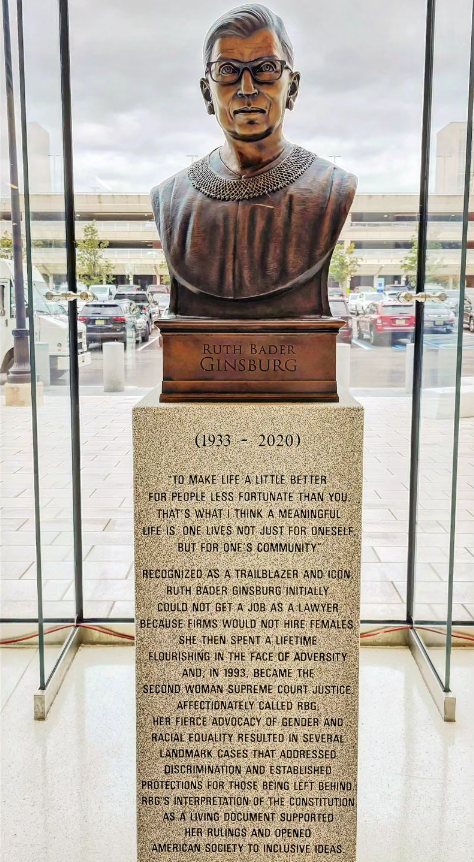 RUTH BADER
GINSBURG
(1933 - 2020)
"TO MAKE LIFE A LITTLE BETTER
FOR PEOPLE LESS FORTUNATE THAN YOU,
THAT'S WHAT I THINK A MEANINGFUL
LIFE IS. ONE LIVES NOT JUST FOR ONESELF
BUT FOR ONE'S COMMUNITY."
RECOGNIZED AS A TRAILBLAZER AND ICON,
RUTH BADER GINSBURG INITIALLY
COULD NOT GET A JOB AS A LAWYER
BECAUSE FIRMS WOULD NOT HIRE FEMALES.
SHE THEN SPENT A LIFETIME
FLOURISHING IN THE FACE OF ADVERSITY
AND, IN 1993, BECAME THE
SECOND WOMAN SUPREME COURT JUSTICE.
AFFECTIONATELY CALLED RBG,
HER FIERCE ADVOCACY OF GENDER AND
RACIAL EQUALITY RESULTED IN SEVERAL
LANDMARK CASES THAT ADDRESSED
DISCRIMINATION AND ESTABLISHED
PROTECTIONS FOR THOSE BEING LEFT BEHIND.
RBG'S INTERPRETATION OF THE CONSTITUTION
AS A LIVING DOCUMENT SUPPORTED
HER RULINGS AND OPENED
AMERICAN SOCIETY TO INCLUSIVE IDEAS.